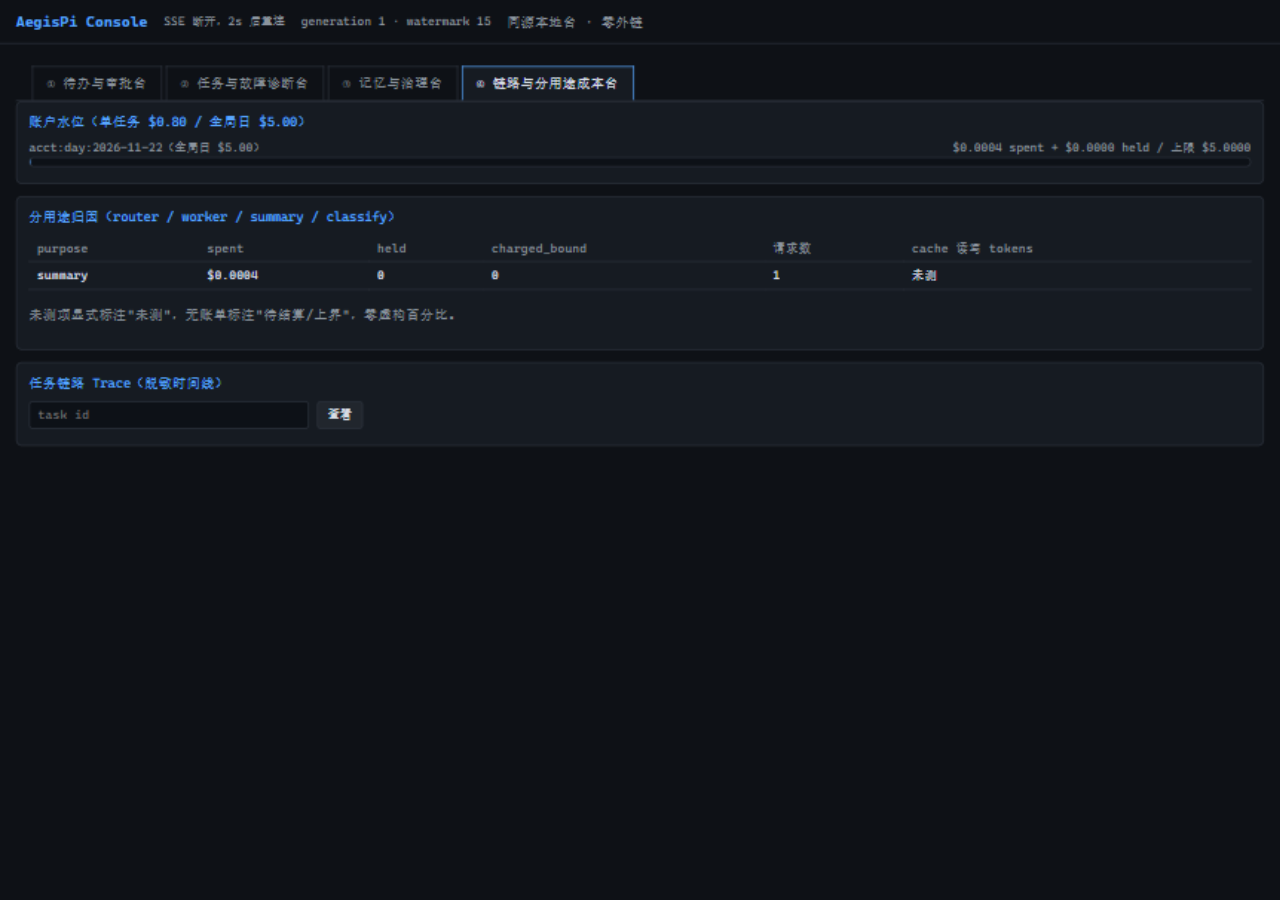 AegisPi Console SSE 断开，2s 后重连 generation 1 · watermark 15 同源本地台 · 零外链
① 待办与审批台 ② 任务与故障诊断台 ③ 记忆与治理台 ④ 链路与分用途成本台
账户水位（单任务 $0.80 / 全局日 $5.00）
acct:day:2026-11-22（全局日 $5.00） $0.0004 spent + $0.0000 held / 上限 $5.0000
分用途归因（router / worker / summary / classify）
purpose spent held charged_bound 请求数 cache 读写 tokens
summary $0.0004 0 0 1 未测
未测项显式标注"未测"，无账单标注"待结算/上界"，零虚构百分比。
任务链路 Trace（脱敏时间线）
task id 查看